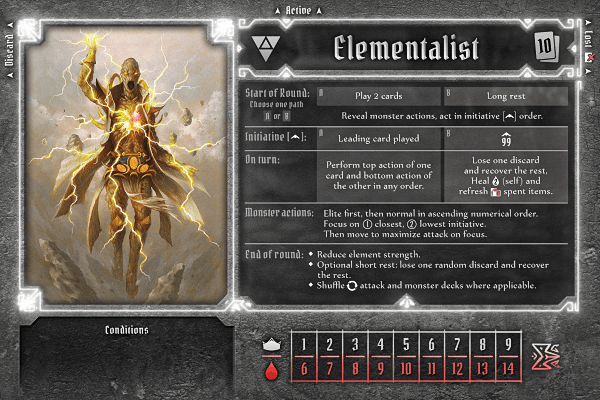 Active
Discard
Lost
Elementalist
10
Start of Round:
Choose one path
A or B
A Play 2 cards
B Long rest
Reveal monster actions, act in initiative [ ] order.
Initiative [ ]:
A Leading card played
B 99
On turn:
Perform top action of one
card and bottom action of
the other in any order.
Lose one discard
and recover the rest.
Heal 2 (self) and
refresh spent items.
Monster actions:
Elite first, then normal in ascending numerical order.
Focus on 1 closest, 2 lowest initiative.
Then move to maximize attack on focus.
End of round:
◆ Reduce element strength.
◆ Optional short rest: lose one random discard and recover
the rest.
◆ Shuffle attack and monster decks where applicable.
Conditions
1 2 3 4 5 6 7 8 9
6 7 8 9 10 11 12 13 14